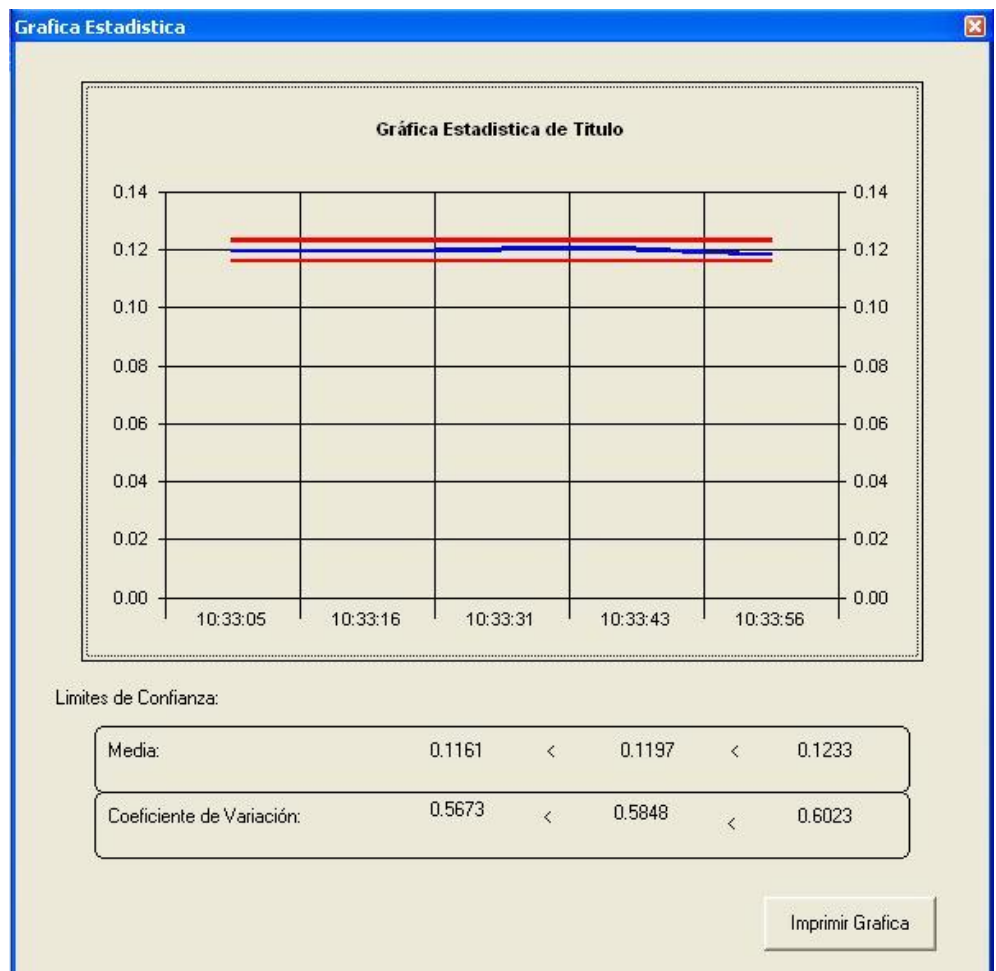 Grafica Estadistica
Gráfica Estadistica de Titulo
0.14 0.14
0.12 0.12
0.10 0.10
0.08 0.08
0.06 0.06
0.04 0.04
0.02 0.02
0.00 0.00
10:33:05 10:33:16 10:33:31 10:33:43 10:33:56
Limites de Confianza:
Media: 0.1161 < 0.1197 < 0.1233
Coeficiente de Variación: 0.5673 < 0.5848 < 0.6023
Imprimir Grafica